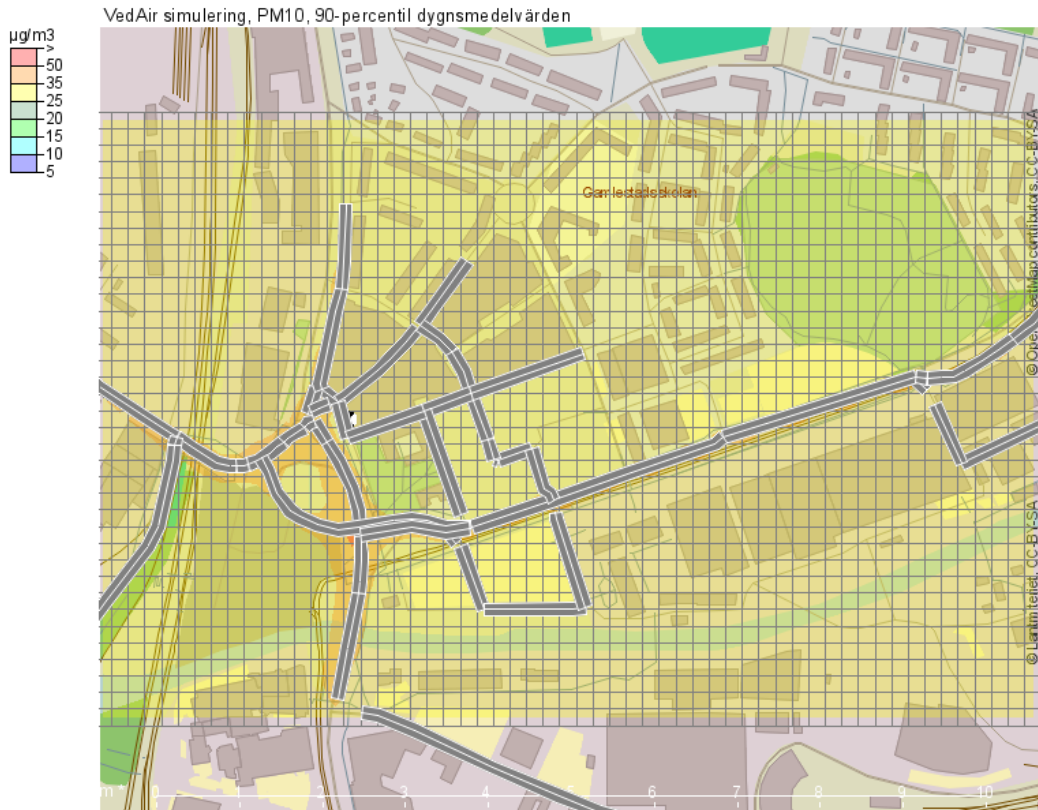 VedAir simulering, PM10, 90-percentil dygnsmedelvärden
µg/m3
>
50
35
25
20
15
10
5
Gamlestadsskolan
© OpenStreetMap contributors, CC-BY-SA
© Lantmäteriet, CC-BY-SA
m * 0 1 2 3 4 5 6 7 8 9 10